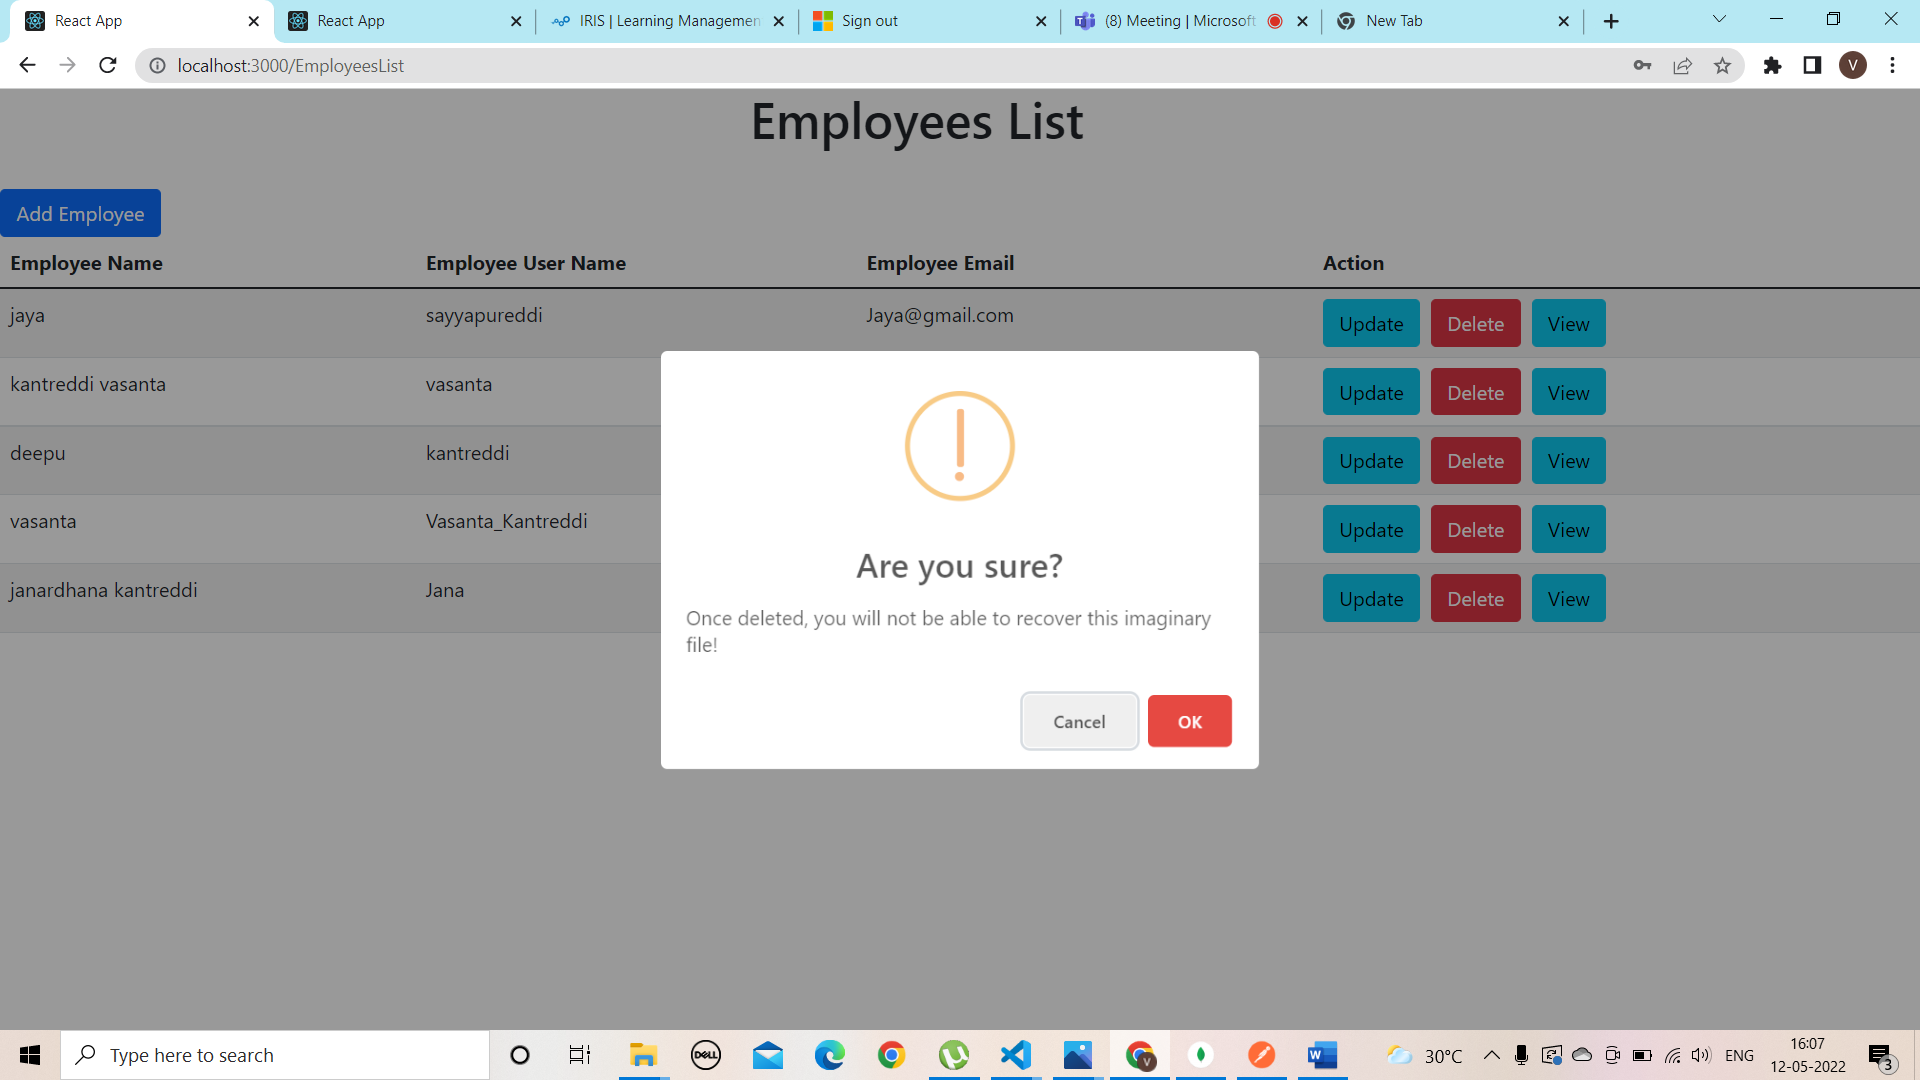 React App
React App
IRIS | Learning Managemen
Sign out
(8) Meeting | Microsoft
New Tab
localhost:3000/EmployeesList
V
Employees List
Add Employee
Employee Name Employee User Name Employee Email Action
jaya sayyapureddi Jaya@gmail.com Update Delete View
kantreddi vasanta vasanta Update Delete View
deepu kantreddi Update Delete View
vasanta Vasanta_Kantreddi Update Delete View
janardhana kantreddi Jana Update Delete View
Are you sure?
Once deleted, you will not be able to recover this imaginary
file!
Cancel OK
Type here to search
DELL
V
W
30°C
ENG
16:07
12-05-2022
3